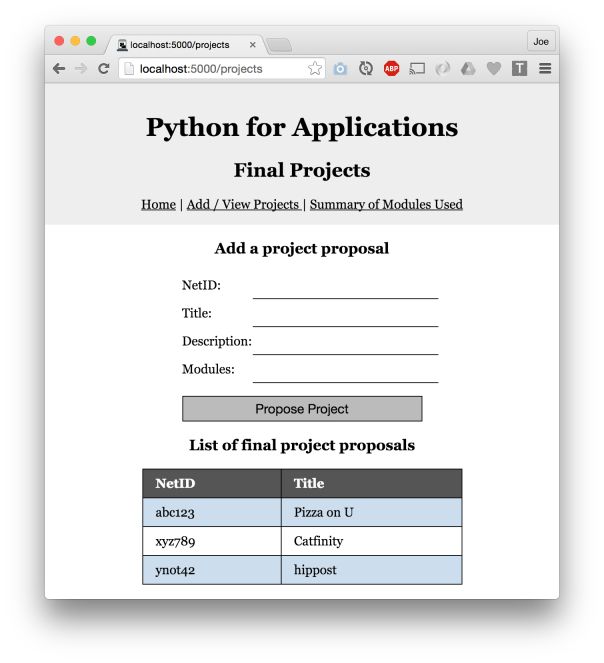 localhost:5000/projects
Joe
localhost:5000/projects
ABP
T
Python for Applications
Final Projects
Home | Add / View Projects | Summary of Modules Used
Add a project proposal
NetID:
Title:
Description:
Modules:
Propose Project
List of final project proposals
NetID Title
abc123 Pizza on U
xyz789 Catfinity
ynot42 hippost